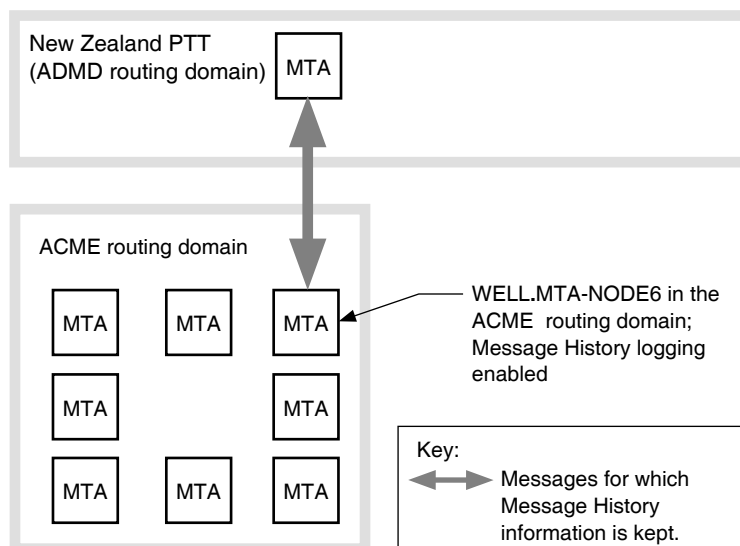 New Zealand PTT
(ADMD routing domain)
MTA
ACME routing domain
MTA
MTA
MTA
WELL.MTA-NODE6 in the
ACME routing domain;
Message History logging
enabled
MTA
MTA
MTA
MTA
MTA
Key:
Messages for which
Message History
information is kept.